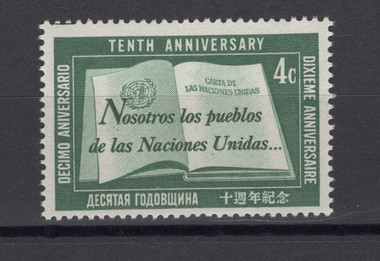 TENTH ANNIVERSARY
4c
DECIMO ANIVERSARIO
DIXIEME ANNIVERSAIRE
CARTA DE
LAS NACIONES UNIDAS
Nosotros los pueblos
de las Naciones Unidas...
ДЕСЯТАЯ ГОДОВЩИНА
十週年紀念